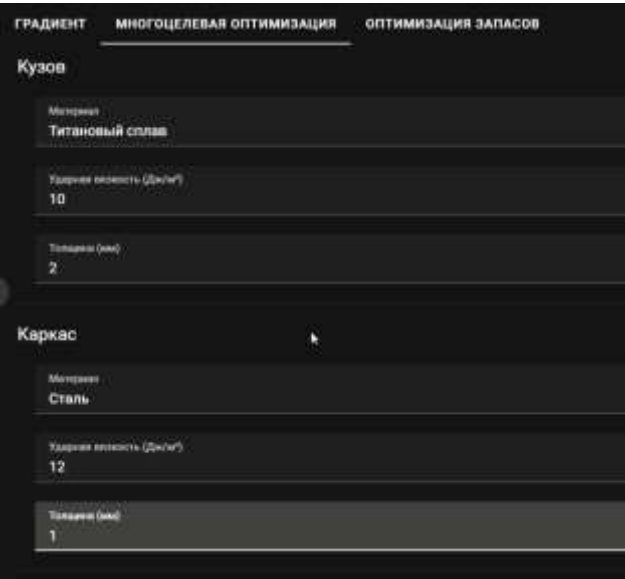 ГРАДИЕНТ МНОГОЦЕЛЕВАЯ ОПТИМИЗАЦИЯ ОПТИМИЗАЦИЯ ЗАПАСОВ
Кузов
Материал
Титановый сплав
Ударная вязкость (Дж/м²)
10
Толщина (мм)
2
Каркас
Материал
Сталь
Ударная вязкость (Дж/м²)
12
Толщина (мм)
1